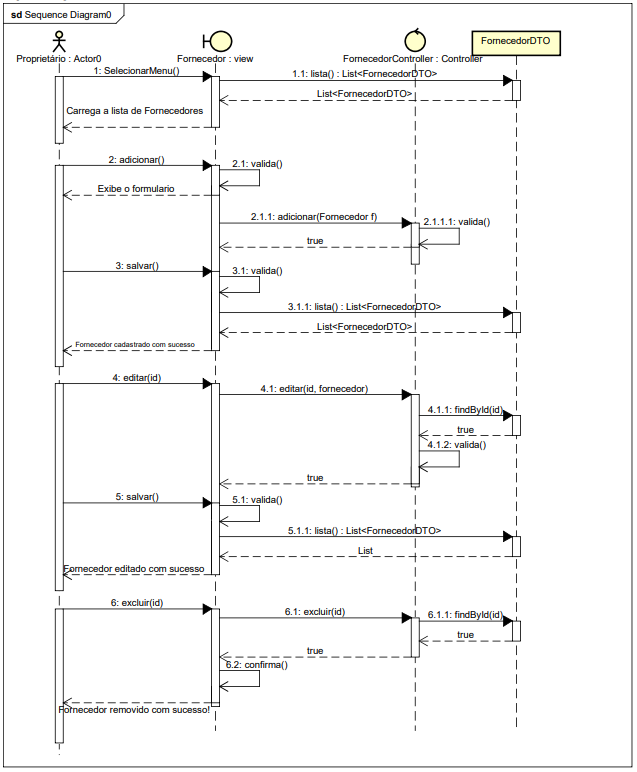 sd Sequence Diagram0
Proprietário : Actor0
Fornecedor : view
FornecedorController : Controller
FornecedorDTO
1: SelecionarMenu()
1.1: lista() : List<FornecedorDTO>
List<FornecedorDTO>
Carrega a lista de Fornecedores
2: adicionar()
2.1: valida()
Exibe o formulario
2.1.1: adicionar(Fornecedor f)
2.1.1.1: valida()
true
3: salvar()
3.1: valida()
3.1.1: lista() : List<FornecedorDTO>
List<FornecedorDTO>
Fornecedor cadastrado com sucesso
4: editar(id)
4.1: editar(id, fornecedor)
4.1.1: findById(id)
true
4.1.2: valida()
true
5: salvar()
5.1: valida()
5.1.1: lista() : List<FornecedorDTO>
List
Fornecedor editado com sucesso
6: excluir(id)
6.1: excluir(id)
6.1.1: findById(id)
true
true
6.2: confirma()
Fornecedor removido com sucesso!